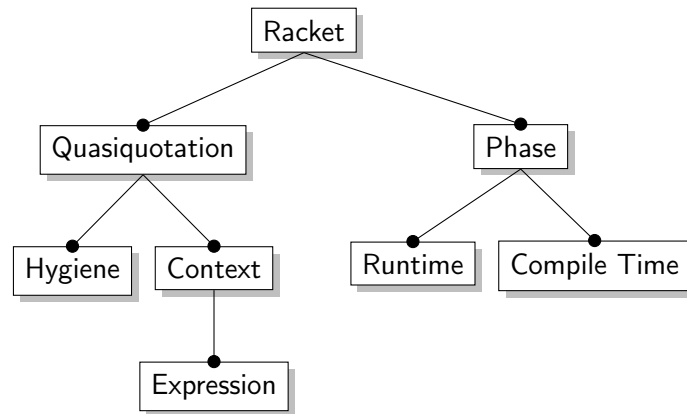 Racket
Quasiquotation
Phase
Hygiene
Context
Runtime
Compile Time
Expression